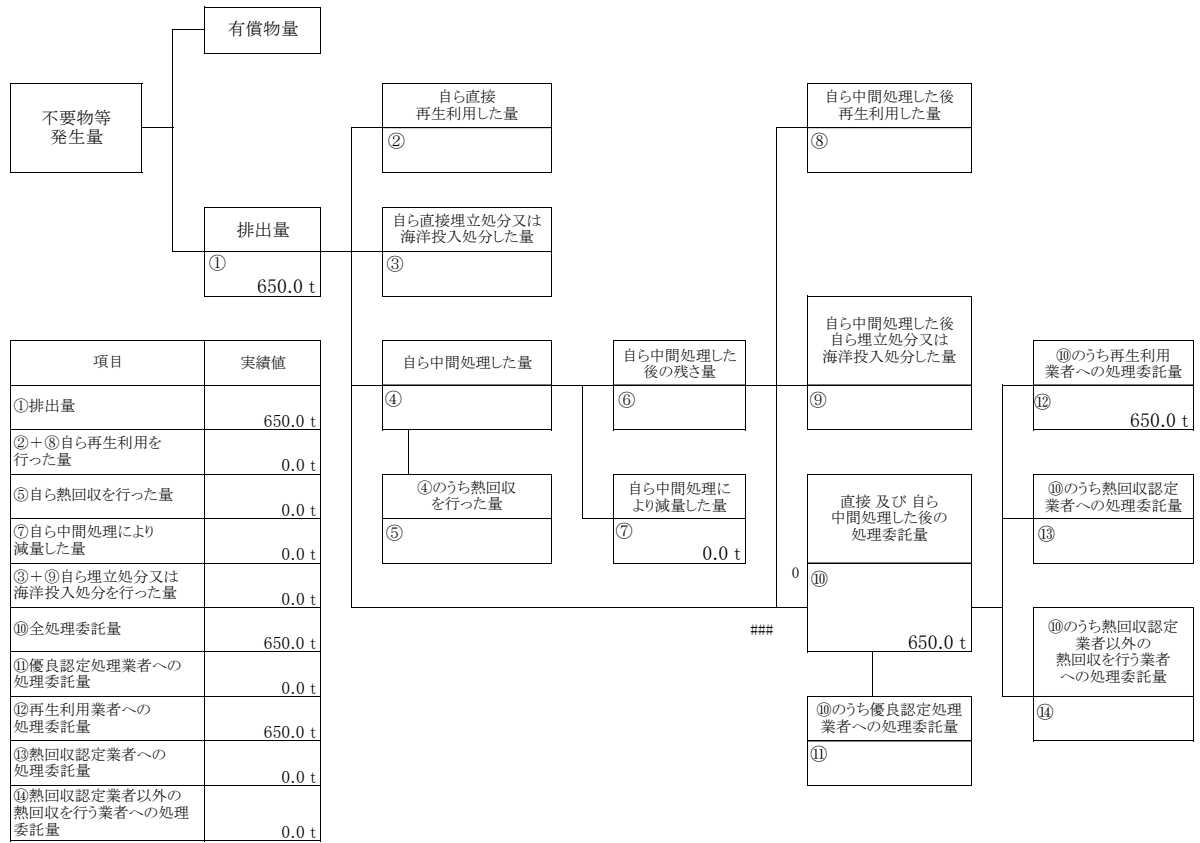 有償物量
不要物等
発生量
自ら直接
再生利用した量
②
自ら中間処理した後
再生利用した量
⑧
排出量
①
650.0 t
自ら直接埋立処分又は
海洋投入処分した量
③
自ら中間処理した量
④
自ら中間処理した
後の残さ量
⑥
自ら中間処理した後
自ら埋立処分又は
海洋投入処分した量
⑨
⑩のうち再生利用
業者への処理委託量
⑫
650.0 t
④のうち熱回収
を行った量
⑤
自ら中間処理に
より減量した量
⑦
0.0 t
直接 及び 自ら
中間処理した後の
処理委託量
0
⑩
###
650.0 t
⑩のうち熱回収認定
業者への処理委託量
⑬
⑩のうち熱回収認定
業者以外の
熱回収を行う業者
への処理委託量
⑭
⑩のうち優良認定処理
業者への処理委託量
⑪
項目 実績値
①排出量
650.0 t
②+⑧自ら再生利用を
行った量
0.0 t
⑤自ら熱回収を行った量
0.0 t
⑦自ら中間処理により
減量した量
0.0 t
③+⑨自ら埋立処分又は
海洋投入処分を行った量
0.0 t
⑩全処理委託量
650.0 t
⑪優良認定処理業者への
処理委託量
0.0 t
⑫再生利用業者への
処理委託量
650.0 t
⑬熱回収認定業者への
処理委託量
0.0 t
⑭熱回収認定業者以外の
熱回収を行う業者への処理
委託量
0.0 t